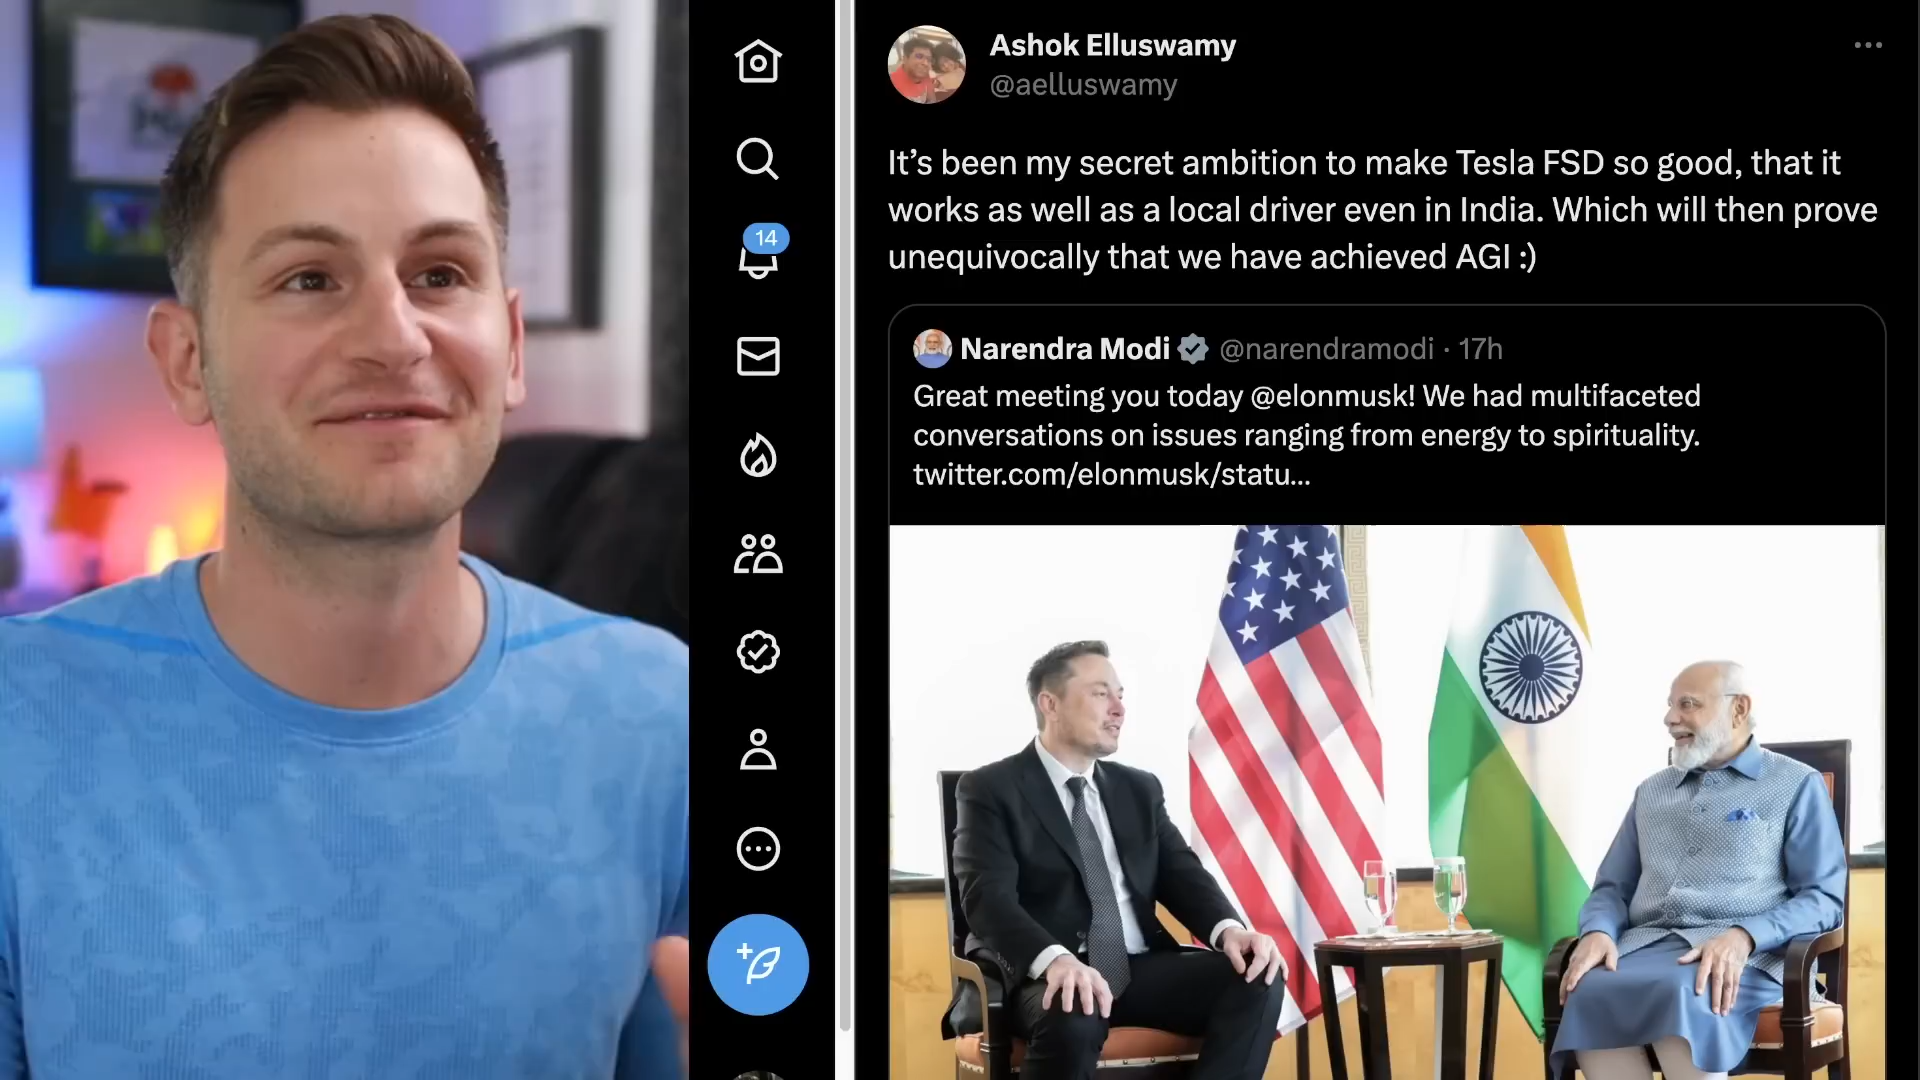 14
Ashok Elluswamy
@aelluswamy
It’s been my secret ambition to make Tesla FSD so good, that it
works as well as a local driver even in India. Which will then prove
unequivocally that we have achieved AGI :)
Narendra Modi @narendramodi · 17h
Great meeting you today @elonmusk! We had multifaceted
conversations on issues ranging from energy to spirituality.
twitter.com/elonmusk/statu…